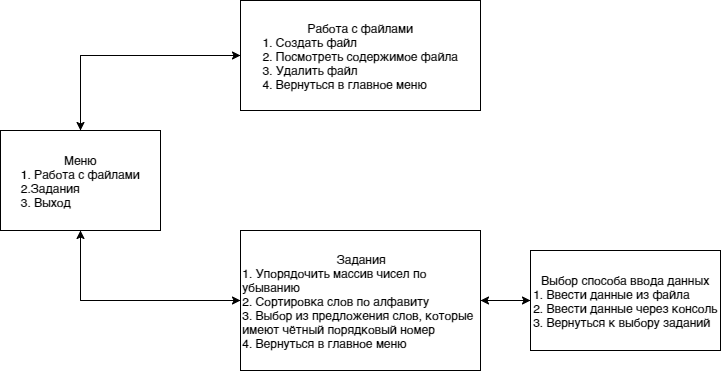 Работа с файлами
1. Создать файл
2. Посмотреть содержимое файла
3. Удалить файл
4. Вернуться в главное меню
Меню
1. Работа с файлами
2.Задания
3. Выход
Задания
1. Упорядочить массив чисел по
убыванию
2. Сортировка слов по алфавиту
3. Выбор из предложения слов, которые
имеют чётный порядковый номер
4. Вернуться в главное меню
Выбор способа ввода данных
1. Ввести данные из файла
2. Ввести данные через консоль
3. Вернуться к выбору заданий